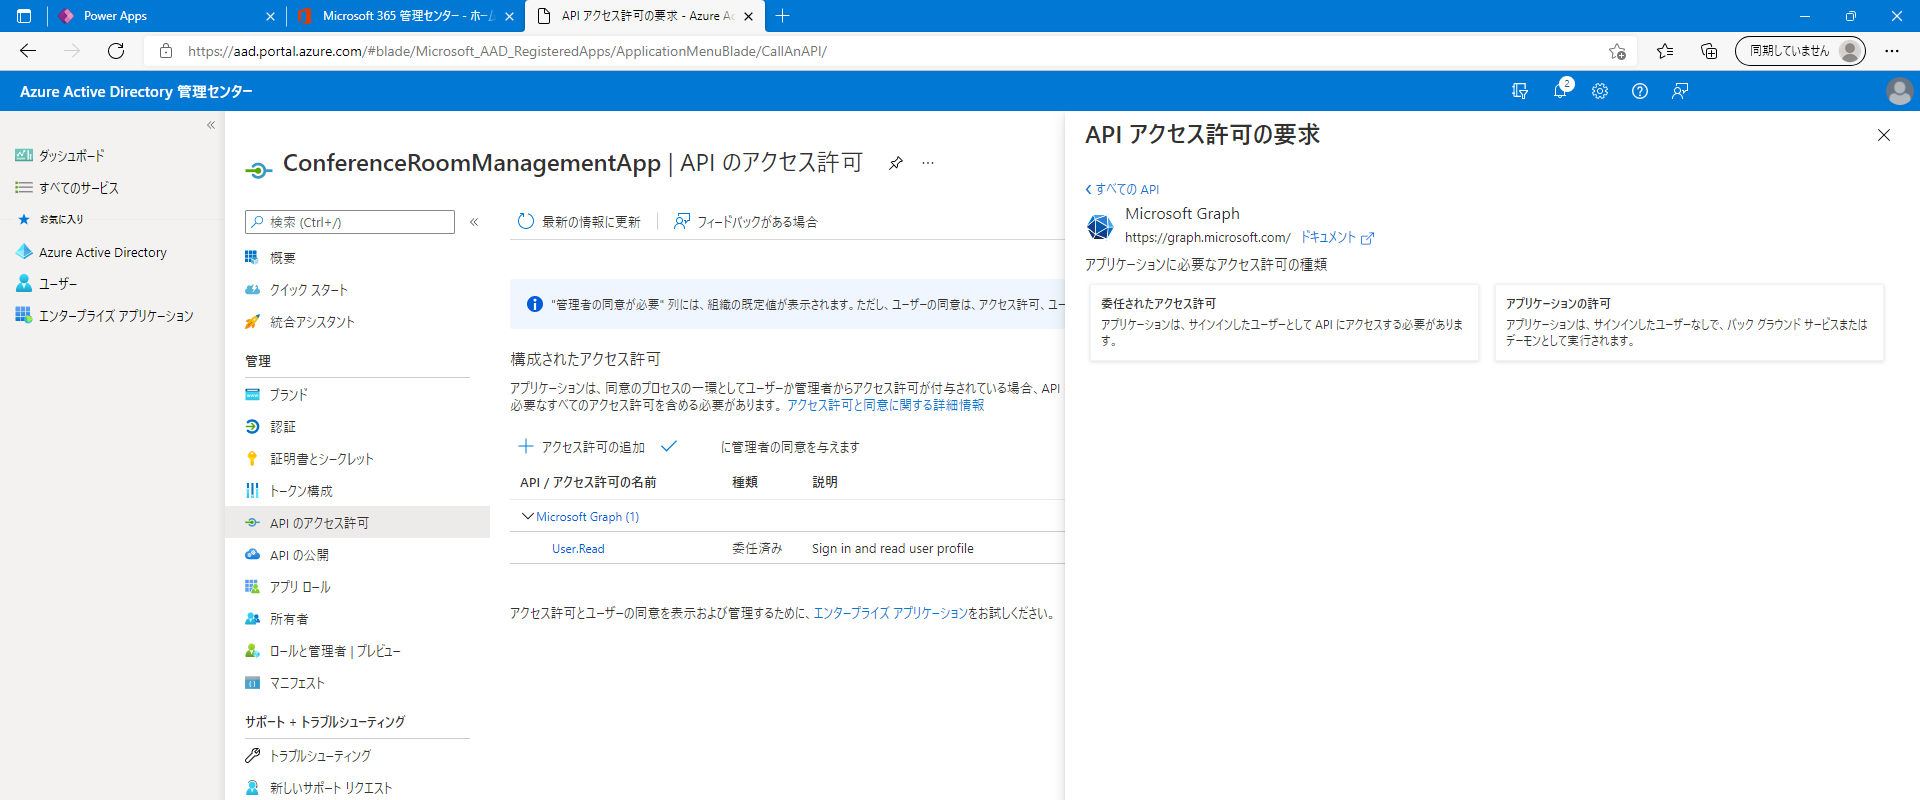 Power Apps
Microsoft 365 管理センター - ホーム
API アクセス許可の要求 - Azure Ac
https://aad.portal.azure.com/#blade/Microsoft_AAD_RegisteredApps/ApplicationMenuBlade/CallAnAPI/
同期していません
Azure Active Directory 管理センター
2
ダッシュボード
すべてのサービス
お気に入り
Azure Active Directory
ユーザー
エンタープライズ アプリケーション
ConferenceRoomManagementApp | API のアクセス許可
検索 (Ctrl+/)
概要
クイック スタート
統合アシスタント
管理
ブランド
認証
証明書とシークレット
トークン構成
API のアクセス許可
API の公開
アプリ ロール
所有者
ロールと管理者 | プレビュー
マニフェスト
サポート + トラブルシューティング
トラブルシューティング
新しいサポート リクエスト
最新の情報に更新
フィードバックがある場合
"管理者の同意が必要" 列には、組織の既定値が表示されます。ただし、ユーザーの同意は、アクセス許可、ユー
構成されたアクセス許可
アプリケーションは、同意のプロセスの一環としてユーザーか管理者からアクセス許可が付与されている場合、API
必要なすべてのアクセス許可を含める必要があります。 アクセス許可と同意に関する詳細情報
アクセス許可の追加
に管理者の同意を与えます
API / アクセス許可の名前 種類 説明
Microsoft Graph (1)
User.Read 委任済み Sign in and read user profile
アクセス許可とユーザーの同意を表示および管理するために、エンタープライズ アプリケーションをお試しください。
API アクセス許可の要求
すべての API
Microsoft Graph
https://graph.microsoft.com/ ドキュメント
アプリケーションに必要なアクセス許可の種類
委任されたアクセス許可
アプリケーションは、サインインしたユーザーとして API にアクセスする必要がありま
す。
アプリケーションの許可
アプリケーションは、サインインしたユーザーなしで、バック グラウンド サービスまたは
デーモンとして実行されます。